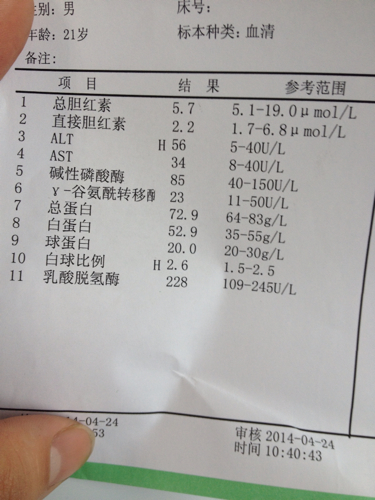 性别: 男 床号:
年龄: 21岁 标本种类: 血清
备注:
项 目 结 果 参考范围
1 总胆红素 5.7 5.1-19.0μmol/L
2 直接胆红素 2.2 1.7-6.8μmol/L
3 ALT H 56 5-40U/L
4 AST 34 8-40U/L
5 碱性磷酸酶 85 40-150U/L
6 γ-谷氨酰转移酶 23 11-50U/L
7 总蛋白 72.9 64-83g/L
8 白蛋白 52.9 35-55g/L
9 球蛋白 20.0 20-30g/L
10 白球比例 H 2.6 1.5-2.5
11 乳酸脱氢酶 228 109-245U/L
14-04-24 审核 2014-04-24
53 时间 10:40:43